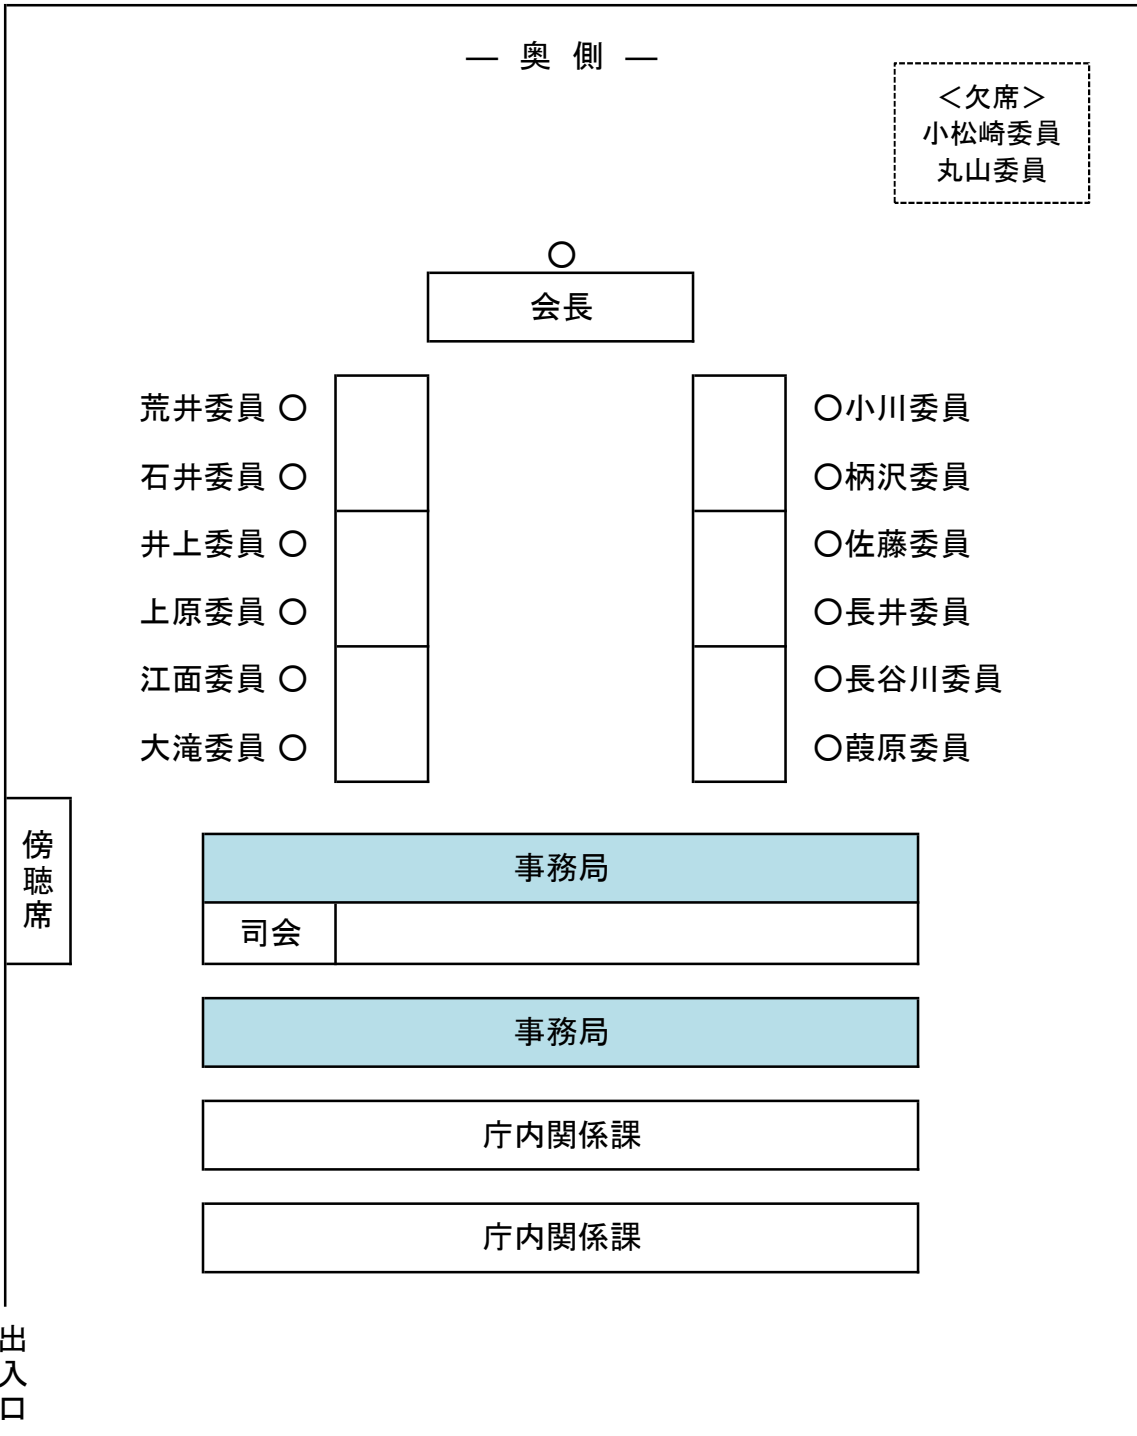 ― 奥 側 ―
＜欠席＞
小松崎委員
丸山委員
○
会長
荒井委員 ○
○小川委員
石井委員 ○
○柄沢委員
井上委員 ○
○佐藤委員
上原委員 ○
○長井委員
江面委員 ○
○長谷川委員
大滝委員 ○
○葭原委員
傍聴席
事務局
司会
事務局
庁内関係課
庁内関係課
出入口